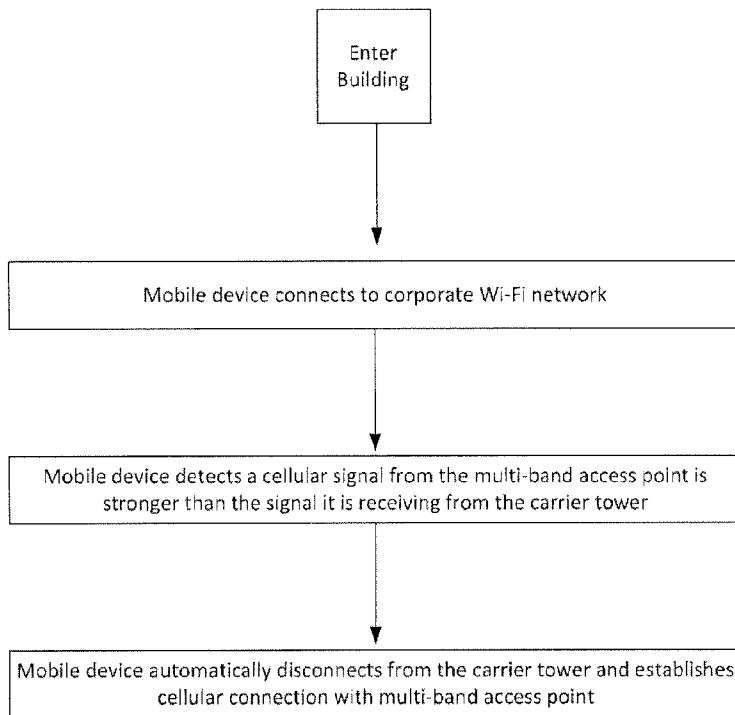 Enter
Building
Mobile device connects to corporate Wi-Fi network
Mobile device detects a cellular signal from the multi-band access point is
stronger than the signal it is receiving from the carrier tower
Mobile device automatically disconnects from the carrier tower and establishes
cellular connection with multi-band access point